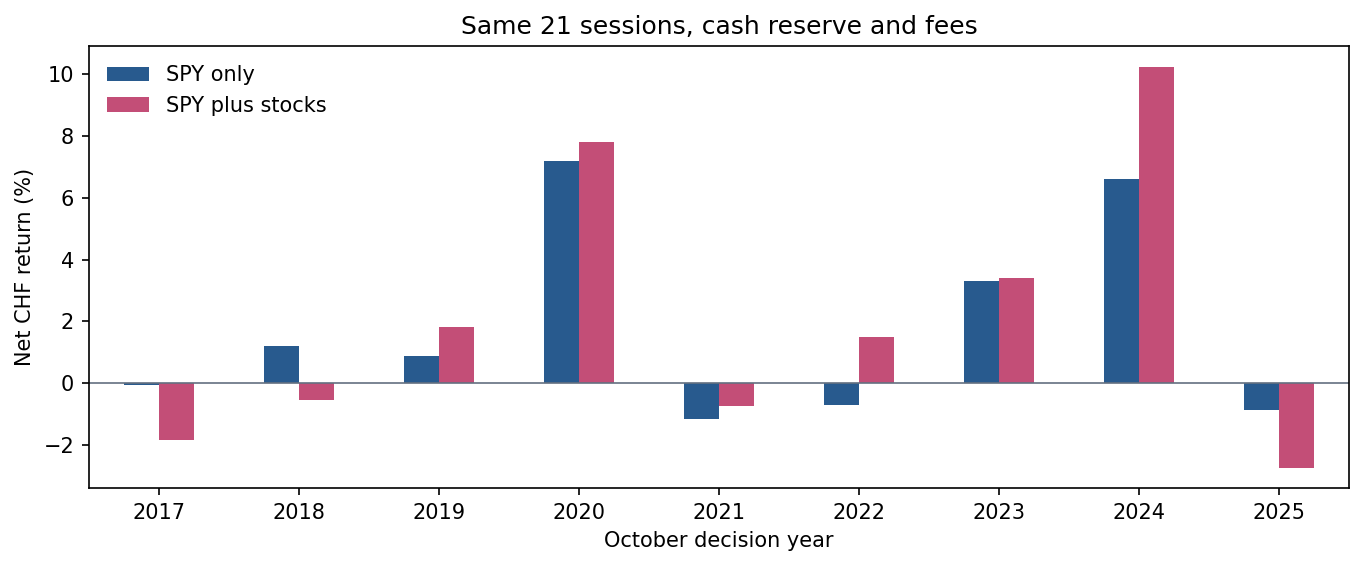 Same 21 sessions, cash reserve and fees
SPY only
SPY plus stocks
Net CHF return (%)
10
8
6
4
2
0
−2
2017 2018 2019 2020 2021 2022 2023 2024 2025
October decision year